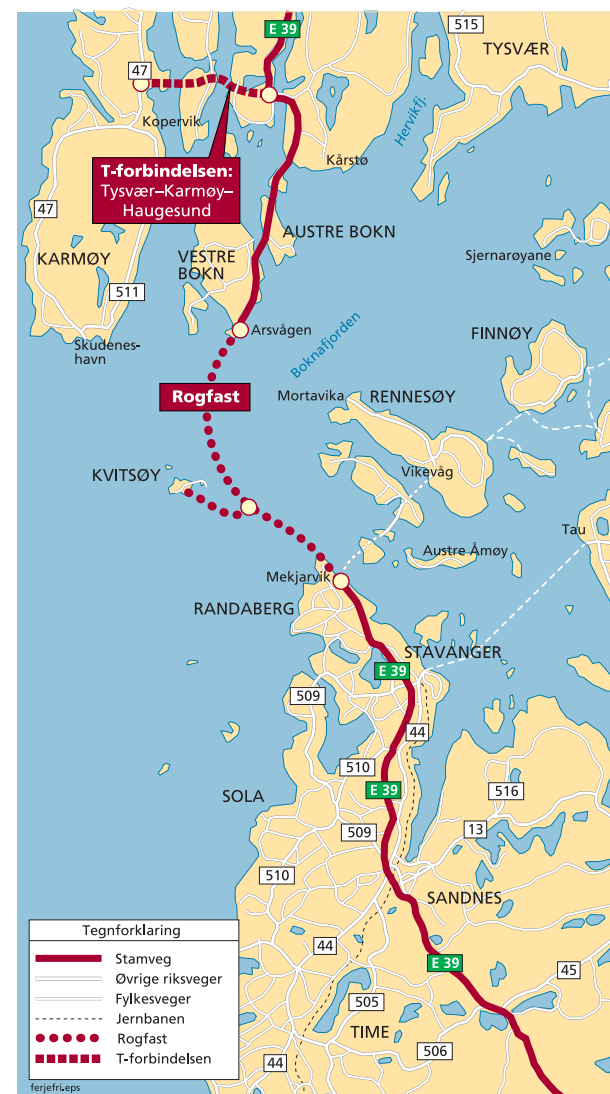 E 39
515
TYSVÆR
47
Kopervik
Hervikfj.
Kårstø
T-forbindelsen:
Tysvær–Karmøy–
Haugesund
47
AUSTRE BOKN
KARMØY
VESTRE
BOKN
Sjernarøyane
511
Arsvågen
Skudenes-
havn
Boknafjorden
FINNØY
Rogfast
Mortavika
RENNESØY
KVITSØY
Vikevåg
Tau
Austre Åmøy
Mekjarvik
RANDABERG
STAVANGER
E 39
509
44
510
SOLA
E 39
516
509
13
510
SANDNES
44
E 39
45
505
TIME
506
44
Tegnforklaring
Stamveg
Øvrige riksveger
Fylkesveger
Jernbanen
Rogfast
T-forbindelsen
ferjefri.eps